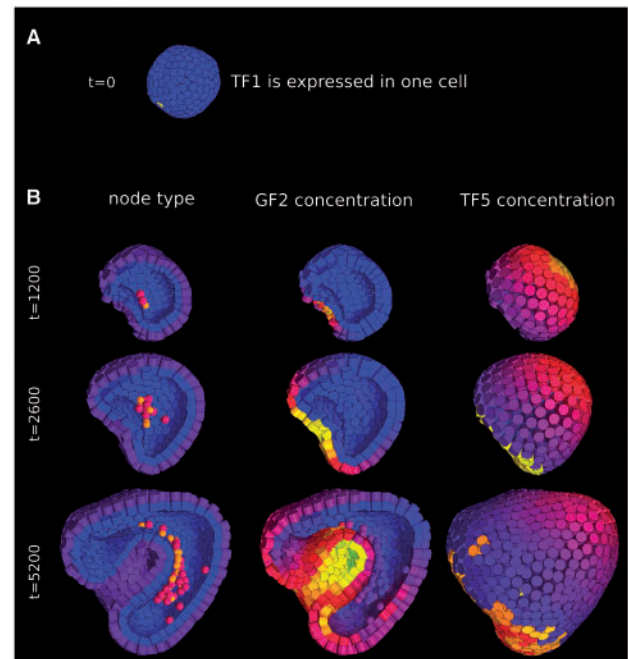 A
t=0
TF1 is expressed in one cell
B
node type
GF2 concentration
TF5 concentration
t=1200
t=2600
t=5200